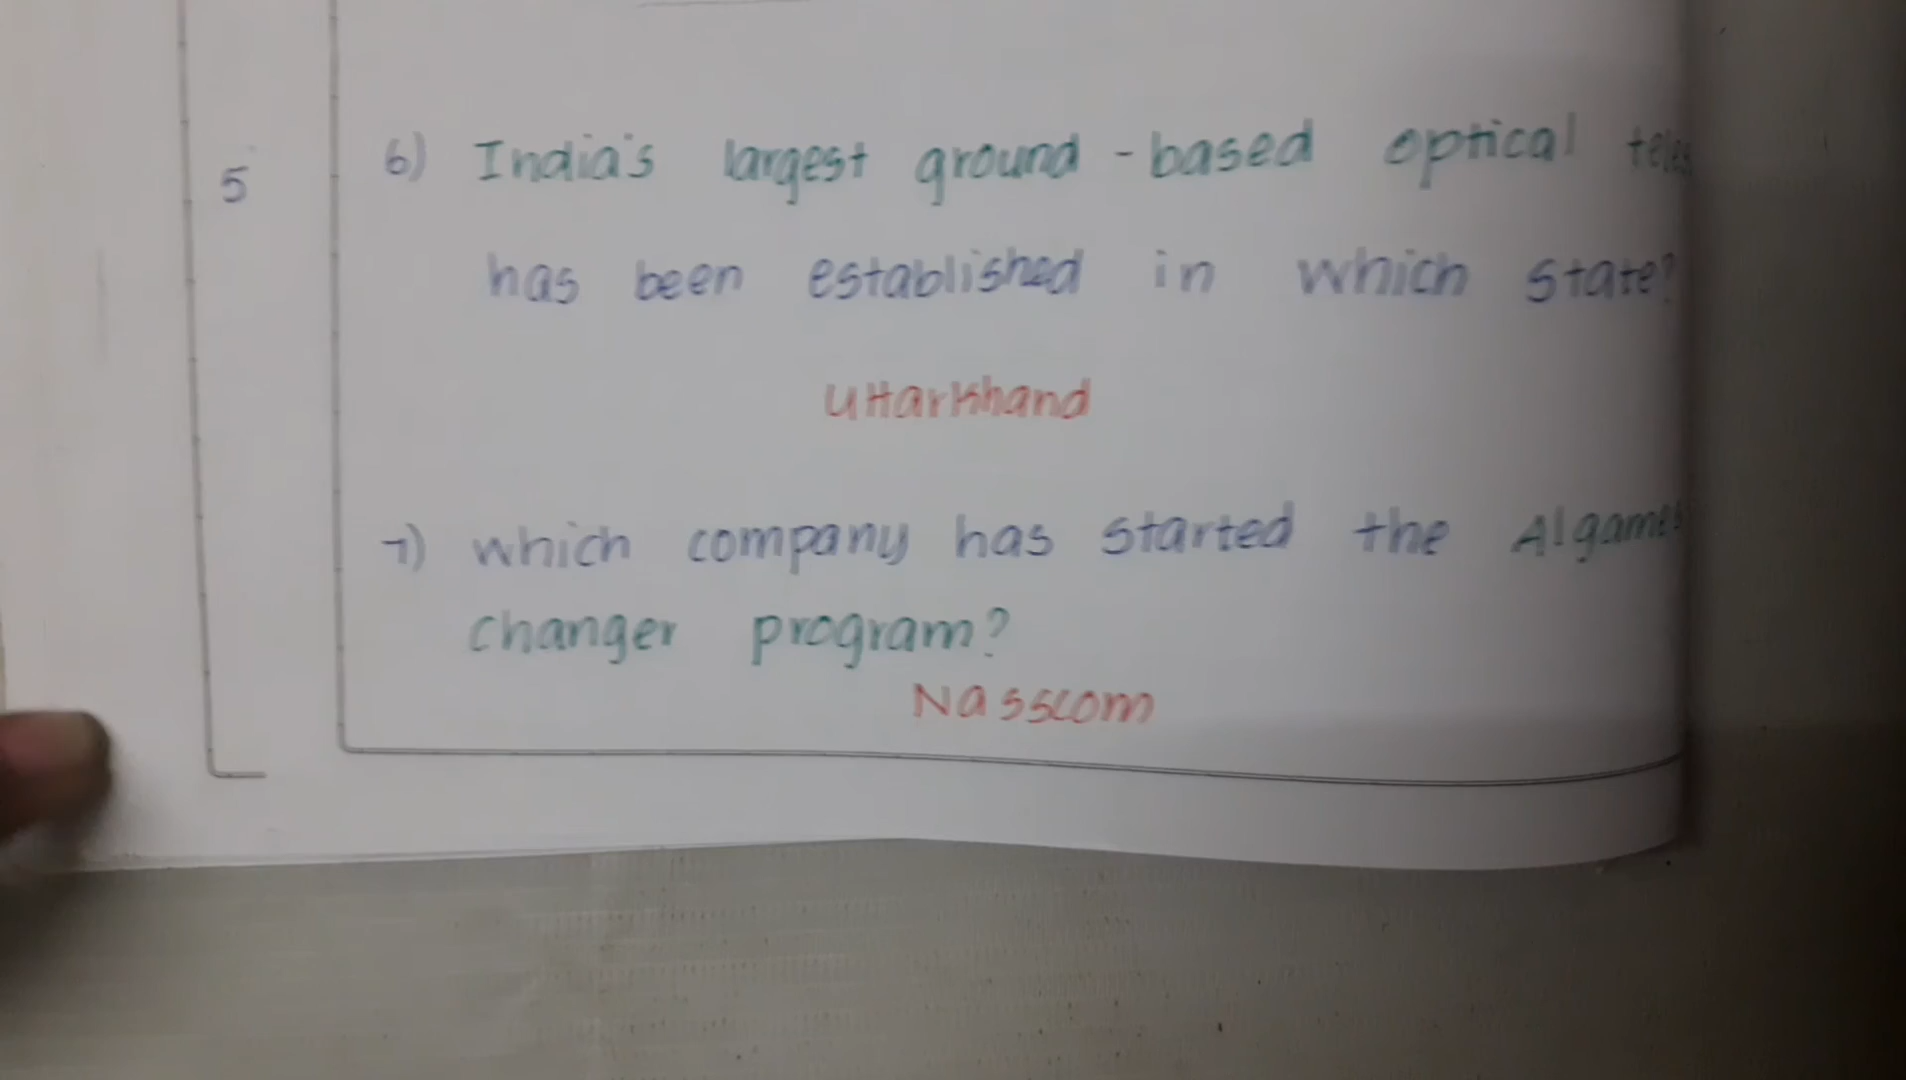 5
6) India's largest ground-based optical
has been established in which state?
Uttarkhand
7) which company has started the AIgame
changer program?
Nasscom